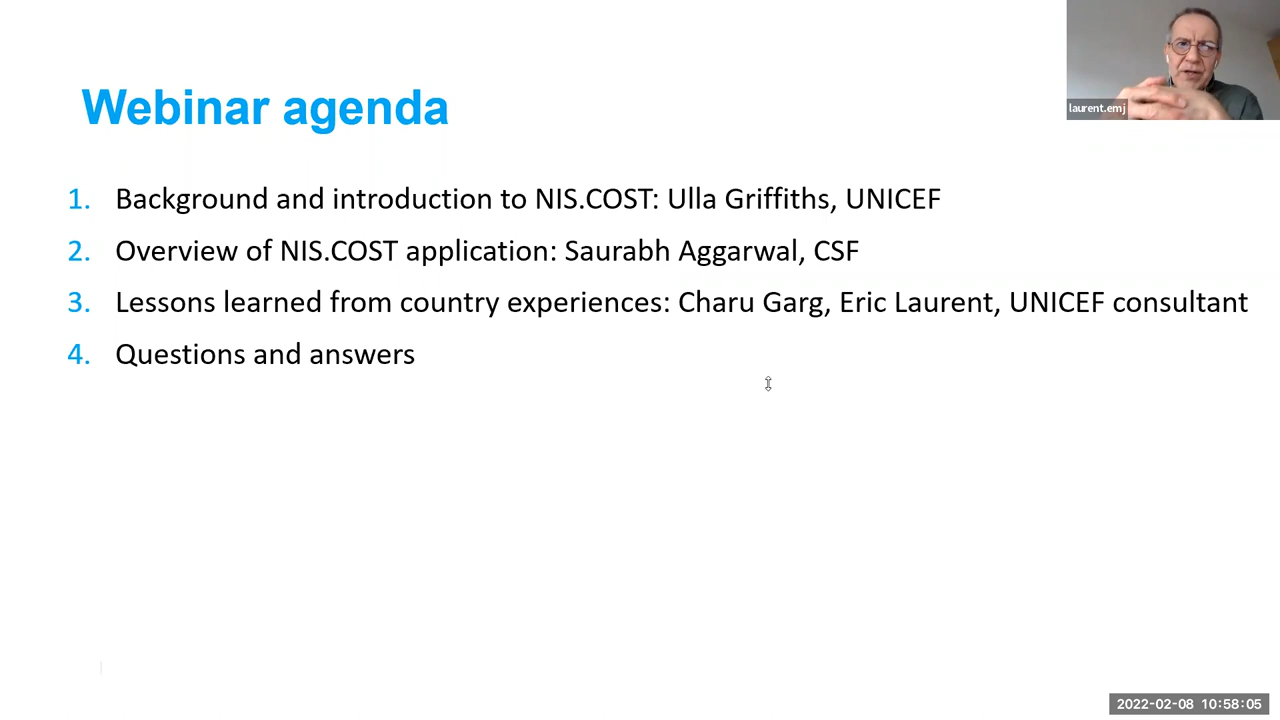 Webinar agenda
laurent.emj
1. Background and introduction to NIS.COST: Ulla Griffiths, UNICEF
2. Overview of NIS.COST application: Saurabh Aggarwal, CSF
3. Lessons learned from country experiences: Charu Garg, Eric Laurent, UNICEF consultant
4. Questions and answers
2022-02-08 10:58:05